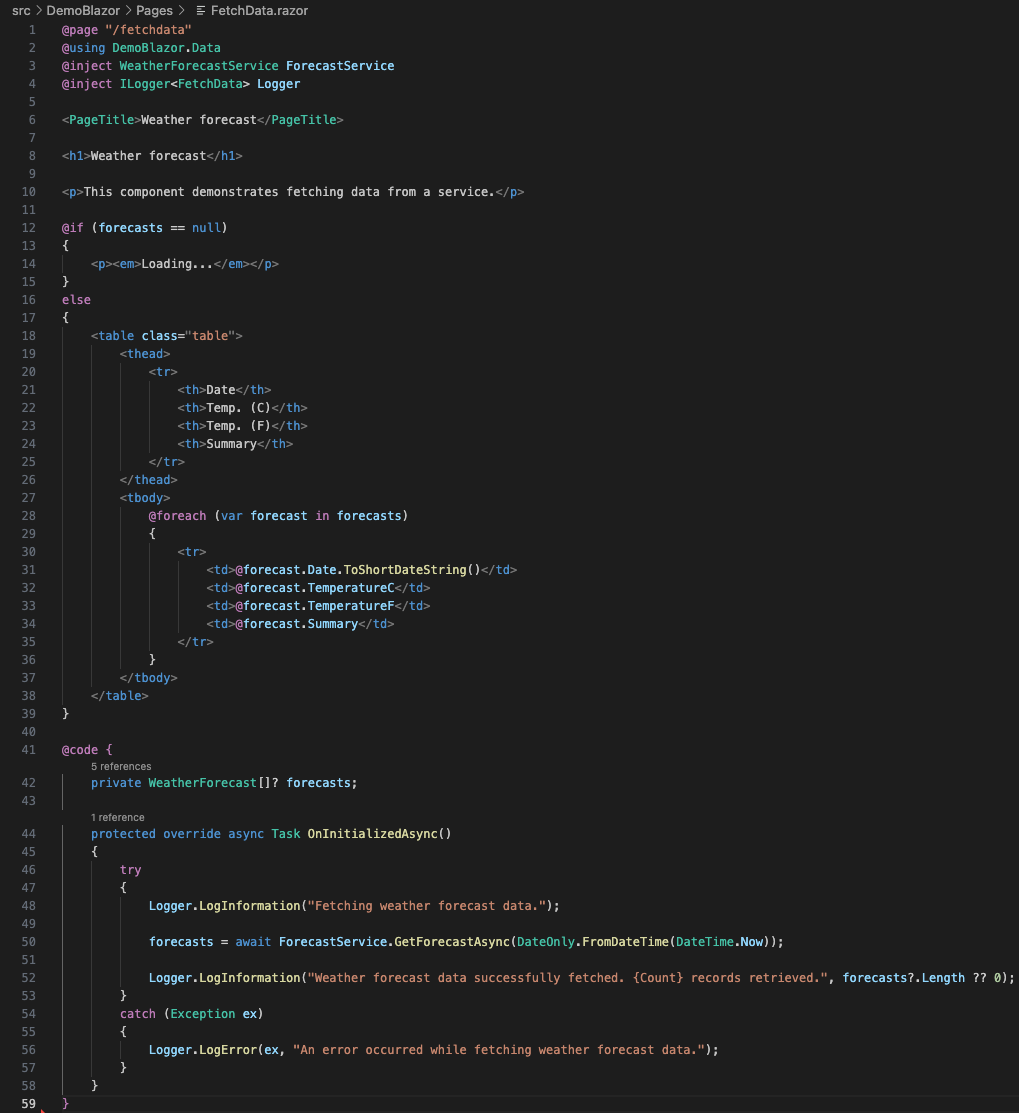 src > DemoBlazor > Pages > FetchData.razor
1 @page "/fetchdata"
2 @using DemoBlazor.Data
3 @inject WeatherForecastService ForecastService
4 @inject ILogger<FetchData> Logger
5
6 <PageTitle>Weather forecast</PageTitle>
7
8 <h1>Weather forecast</h1>
9
10 <p>This component demonstrates fetching data from a service.</p>
11
12 @if (forecasts == null)
13 {
14     <p><em>Loading...</em></p>
15 }
16 else
17 {
18     <table class="table">
19         <thead>
20             <tr>
21                 <th>Date</th>
22                 <th>Temp. (C)</th>
23                 <th>Temp. (F)</th>
24                 <th>Summary</th>
25             </tr>
26         </thead>
27         <tbody>
28             @foreach (var forecast in forecasts)
29             {
30                 <tr>
31                     <td>@forecast.Date.ToShortDateString()</td>
32                     <td>@forecast.TemperatureC</td>
33                     <td>@forecast.TemperatureF</td>
34                     <td>@forecast.Summary</td>
35                 </tr>
36             }
37         </tbody>
38     </table>
39 }
40
41 @code {
5 references
42     private WeatherForecast[]? forecasts;
43
1 reference
44     protected override async Task OnInitializedAsync()
45     {
46         try
47         {
48             Logger.LogInformation("Fetching weather forecast data.");
49
50             forecasts = await ForecastService.GetForecastAsync(DateOnly.FromDateTime(DateTime.Now));
51
52             Logger.LogInformation("Weather forecast data successfully fetched. {Count} records retrieved.", forecasts?.Length ?? 0);
53         }
54         catch (Exception ex)
55         {
56             Logger.LogError(ex, "An error occurred while fetching weather forecast data.");
57         }
58     }
59 }